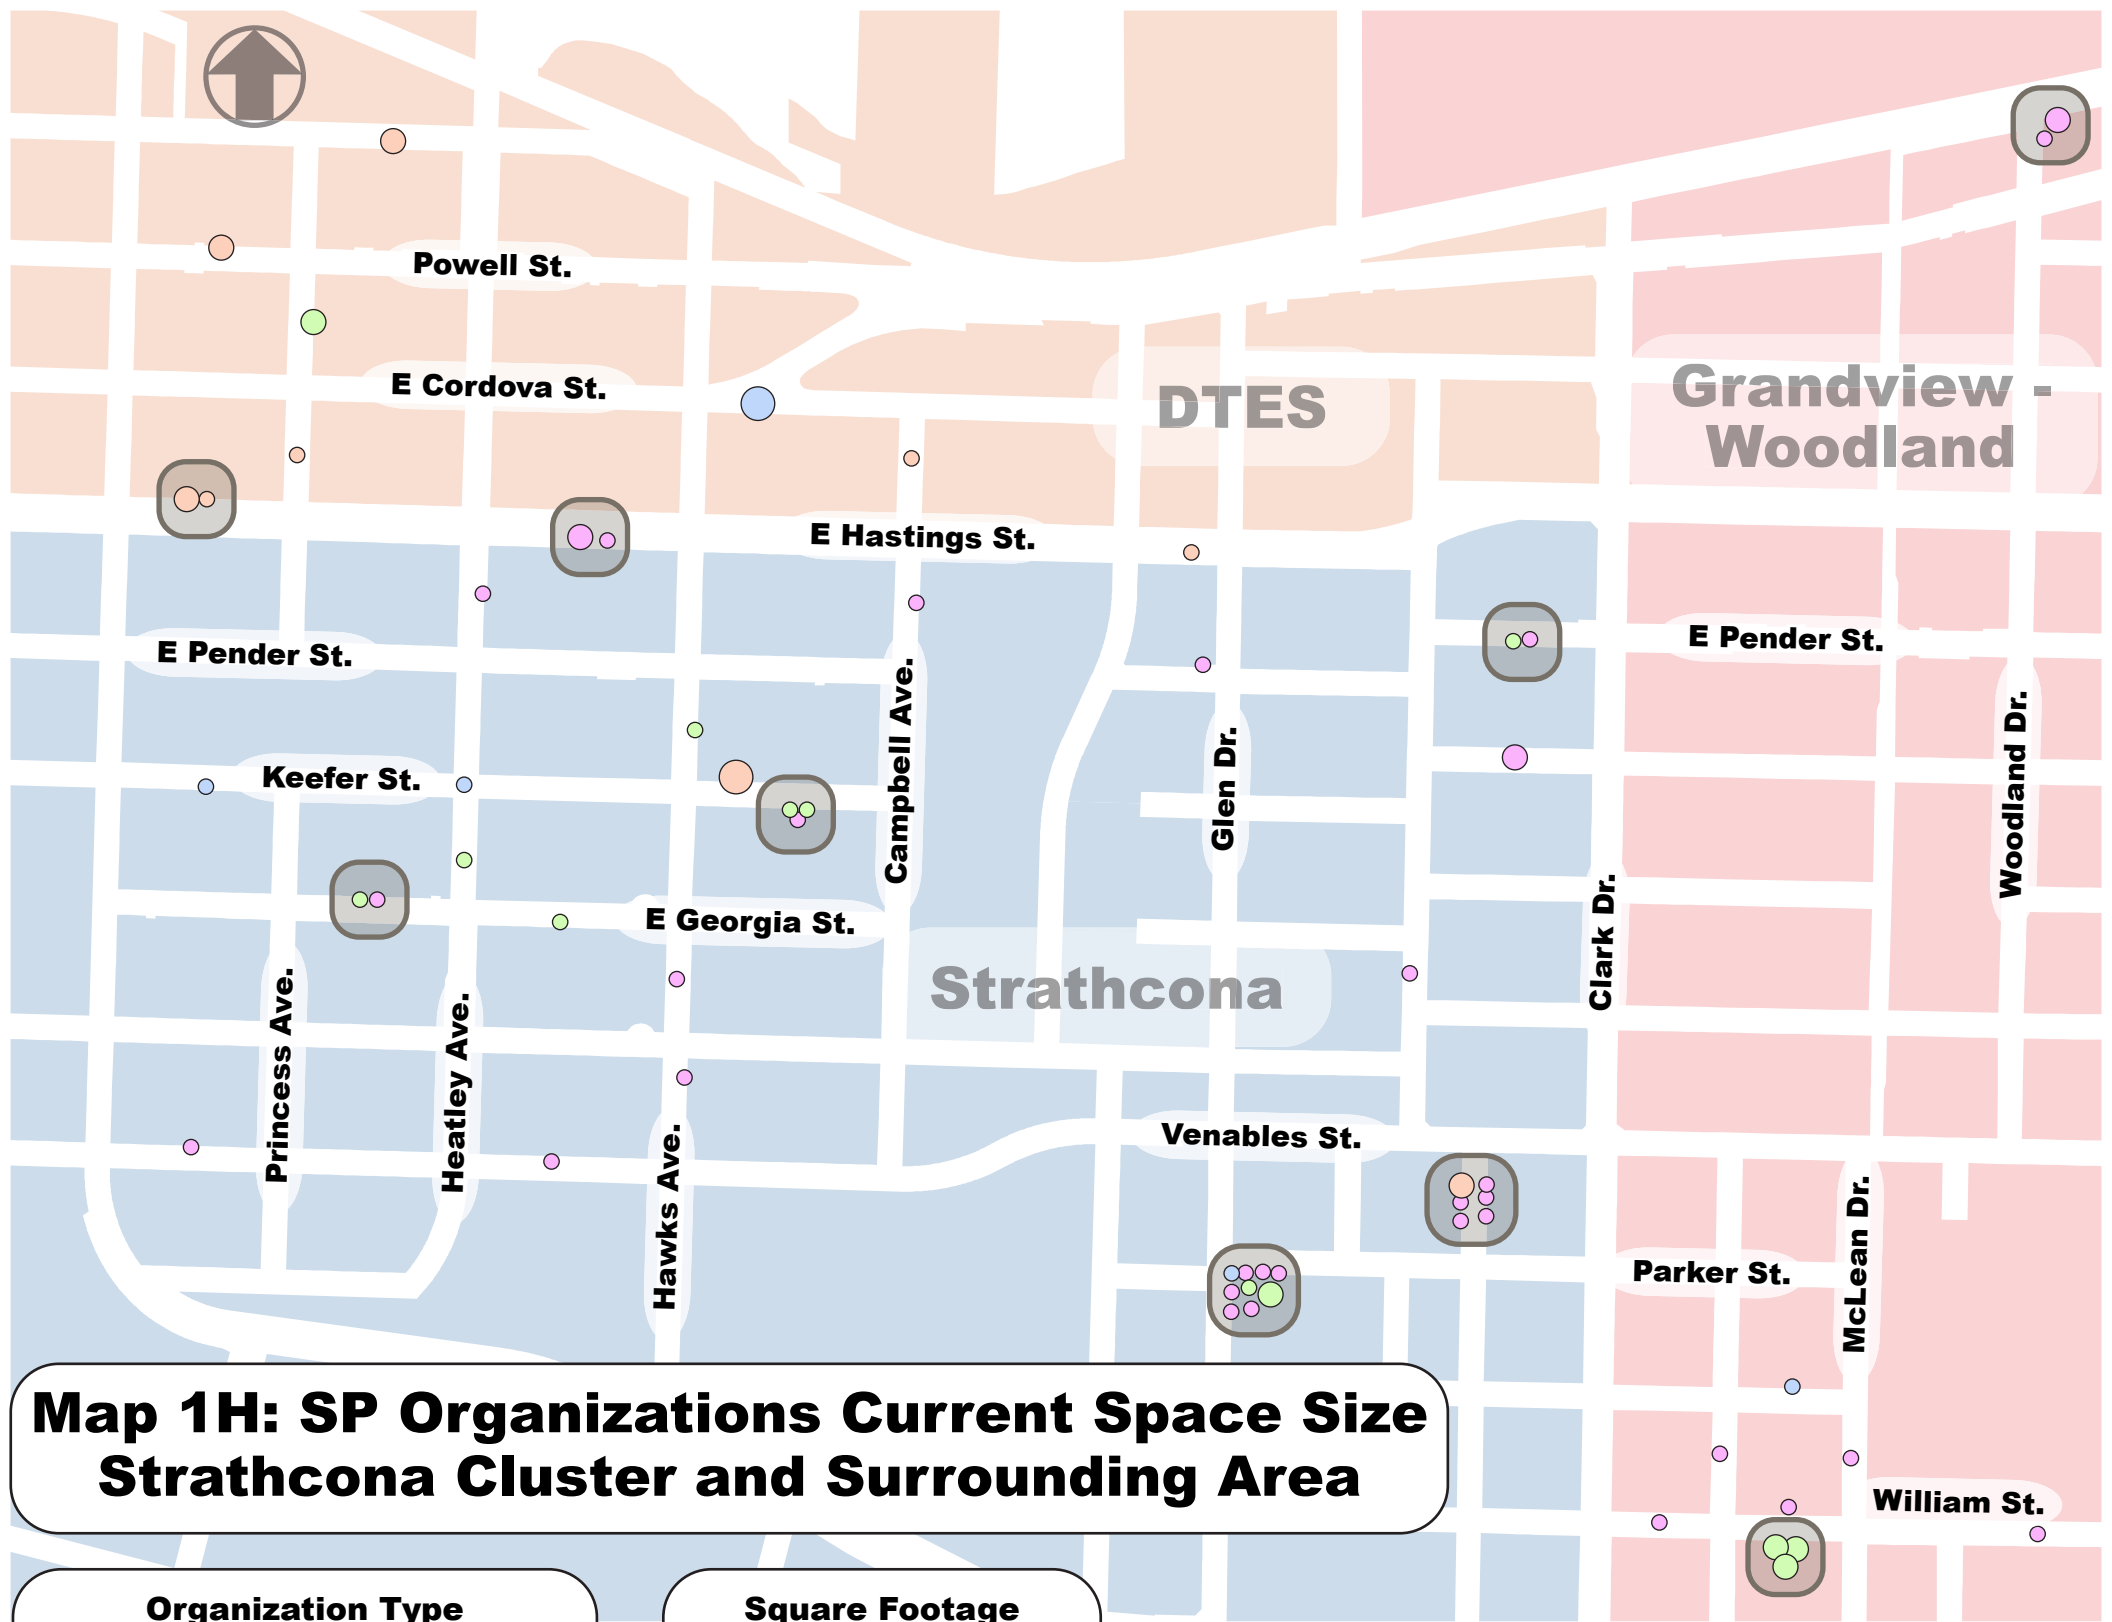 Powell St.
E Cordova St.
DTES
Grandview -
Woodland
E Hastings St.
E Pender St.
E Pender St.
Keefer St.
Campbell Ave.
Glen Dr.
Woodland Dr.
E Georgia St.
Clark Dr.
Strathcona
Princess Ave.
Heatley Ave.
Hawks Ave.
Venables St.
Parker St.
McLean Dr.
Map 1H: SP Organizations Current Space Size
Strathcona Cluster and Surrounding Area
William St.
Organization Type
Square Footage